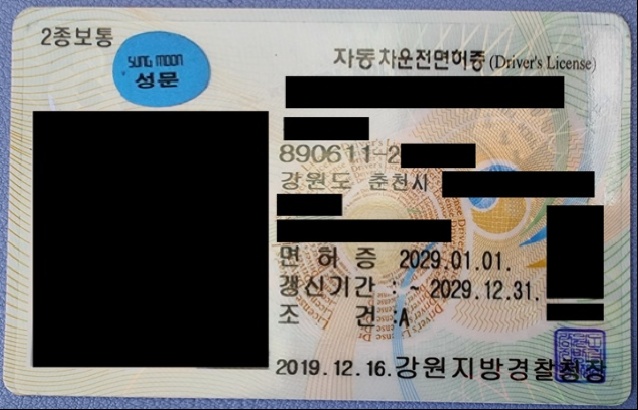 2종보통
SUNG MOON
성문
자동차운전면허증 (Driver's License)
890611-2
강원도 춘천시
면 허 증 2029.01.01.
갱신기간 : ~ 2029.12.31.
조 건 :A
2019.12.16.강원지방경찰청장